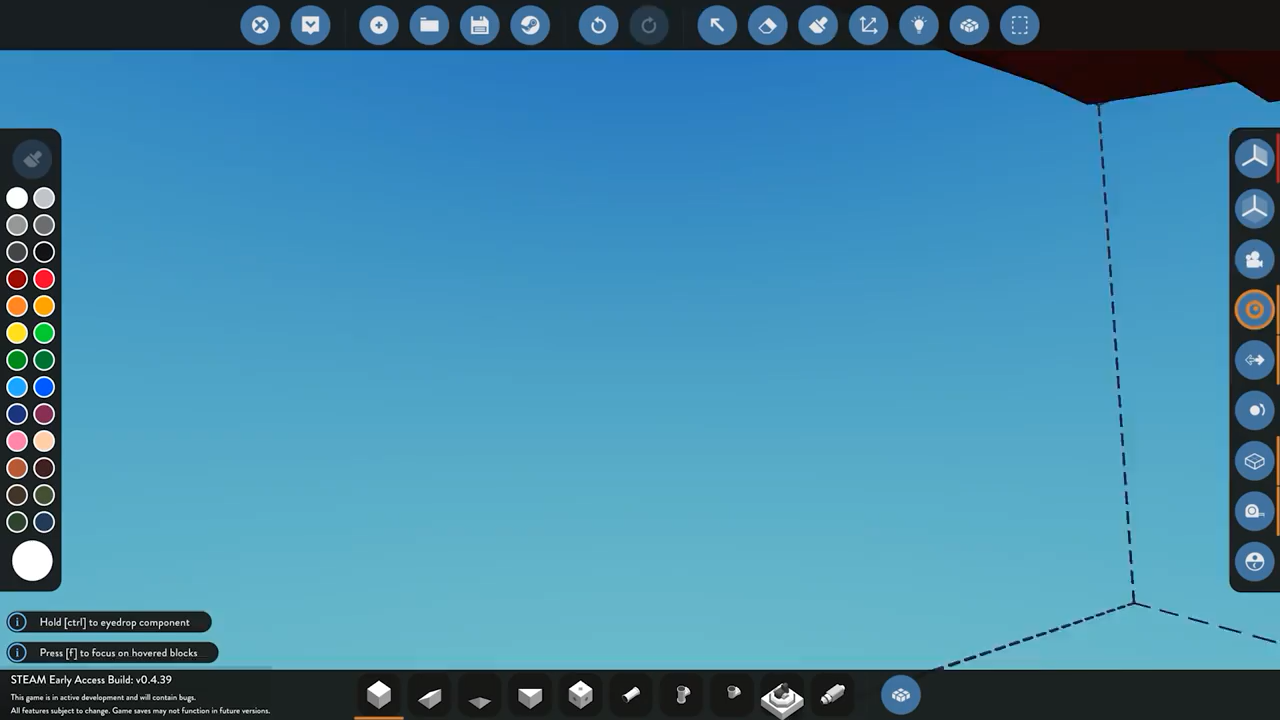 Hold [ctrl] to eyedrop component
Press [f] to focus on hovered blocks
STEAM Early Access Build: v0.4.39
This game is in active development and will contain bugs.
All features subject to change. Game saves may not function in future versions.